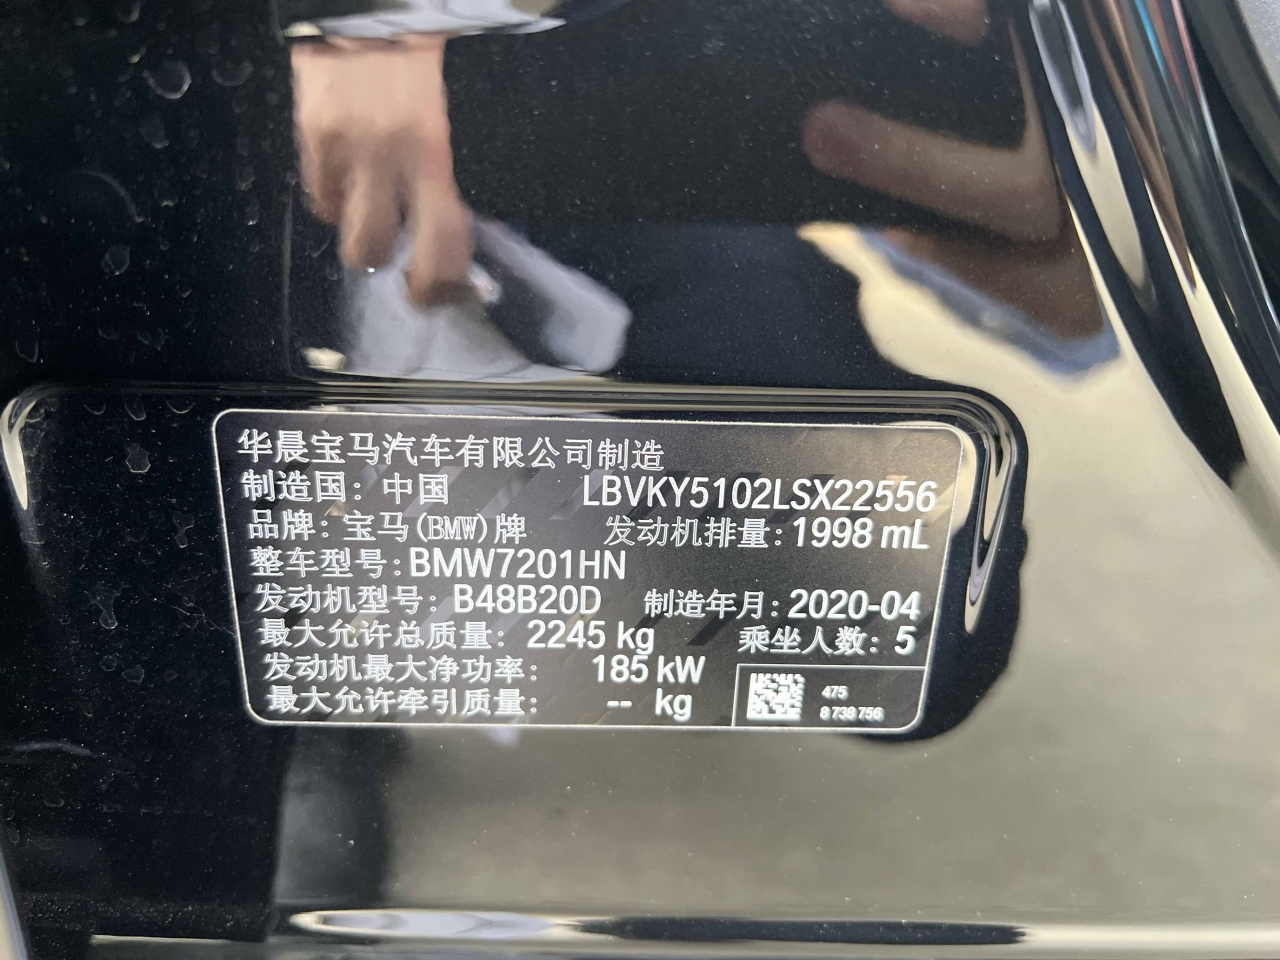 华晨宝马汽车有限公司制造
制造国：中国 LBVKY5102LSX22556
品牌：宝马(BMW)牌 发动机排量：1998 mL
整车型号：BMW7201HN
发动机型号：B48B20D 制造年月：2020-04
最大允许总质量：2245 kg 乘坐人数：5
发动机最大净功率： 185 kW
最大允许牵引质量： -- kg
475
8 738 756